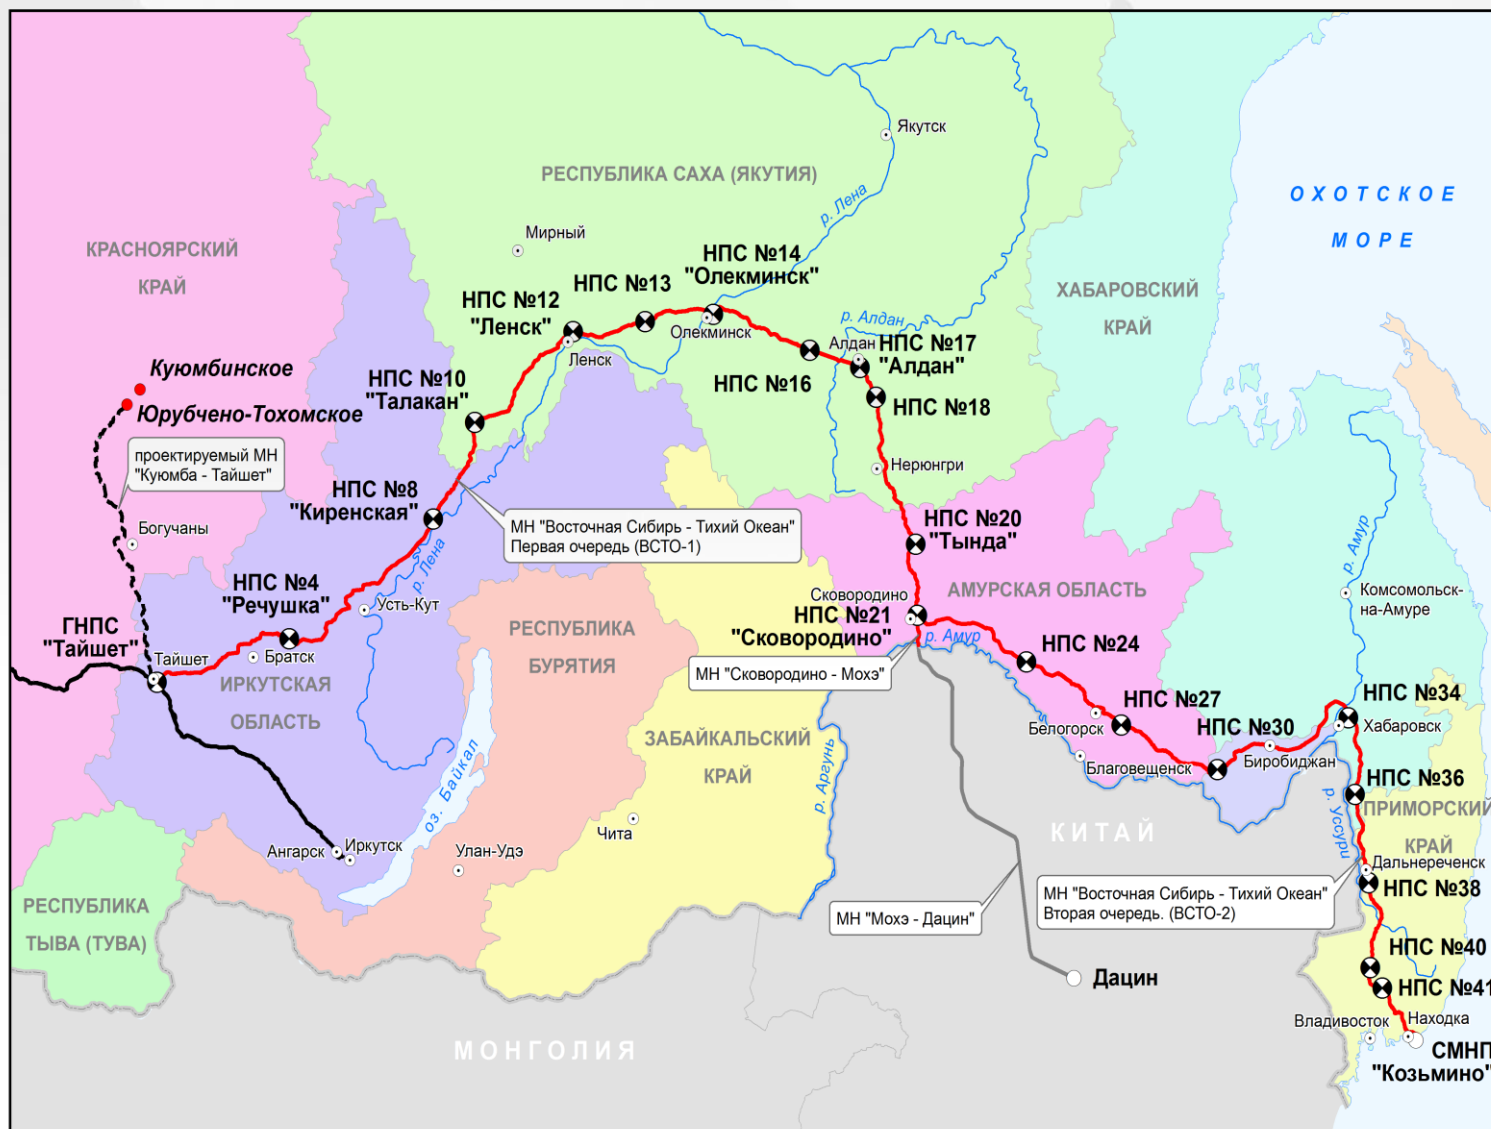 Якутск
РЕСПУБЛИКА САХА (ЯКУТИЯ)
р. Лена
ОХОТСКОЕ
МОРЕ
КРАСНОЯРСКИЙ
КРАЙ
Мирный
НПС №14
"Олекминск"
НПС №13
НПС №12
"Ленск"
ХАБАРОВСКИЙ
КРАЙ
р. Алдан
Олекминск
Ленск
Алдан
НПС №17
"Алдан"
НПС №16
НПС №18
Куюмбинское
Юрубчено-Тохомское
НПС №10
"Талакан"
проектируемый МН
"Куюмба - Тайшет"
Нерюнгри
НПС №8
"Киренская"
МН "Восточная Сибирь - Тихий Океан"
Первая очередь (ВСТО-1)
Богучаны
НПС №20
"Тында"
р. Амур
р. Лена
НПС №4
"Речушка"
Усть-Кут
АМУРСКАЯ ОБЛАСТЬ
Комсомольск-
на-Амуре
Сковородино
НПС №21
"Сковородино"
р. Амур
ГНПС
"Тайшет"
Тайшет
Братск
РЕСПУБЛИКА
БУРЯТИЯ
МН "Сковородино - Мохэ"
НПС №24
ИРКУТСКАЯ
ОБЛАСТЬ
НПС №27
НПС №34
Белогорск
НПС №30
Хабаровск
ЗАБАЙКАЛЬСКИЙ
КРАЙ
Благовещенск
Биробиджан
оз. Байкал
р. Аргунь
НПС №36
р. Уссури
ПРИМОРСКИЙ
КРАЙ
Чита
КИТАЙ
Ангарск
Иркутск
Улан-Удэ
Дальнереченск
НПС №38
МН "Восточная Сибирь - Тихий Океан"
Вторая очередь. (ВСТО-2)
РЕСПУБЛИКА
ТЫВА (ТУВА)
МН "Мохэ - Дацин"
НПС №40
Дацин
НПС №41
Владивосток
Находка
МОНГОЛИЯ
СМНП
"Козьмино"